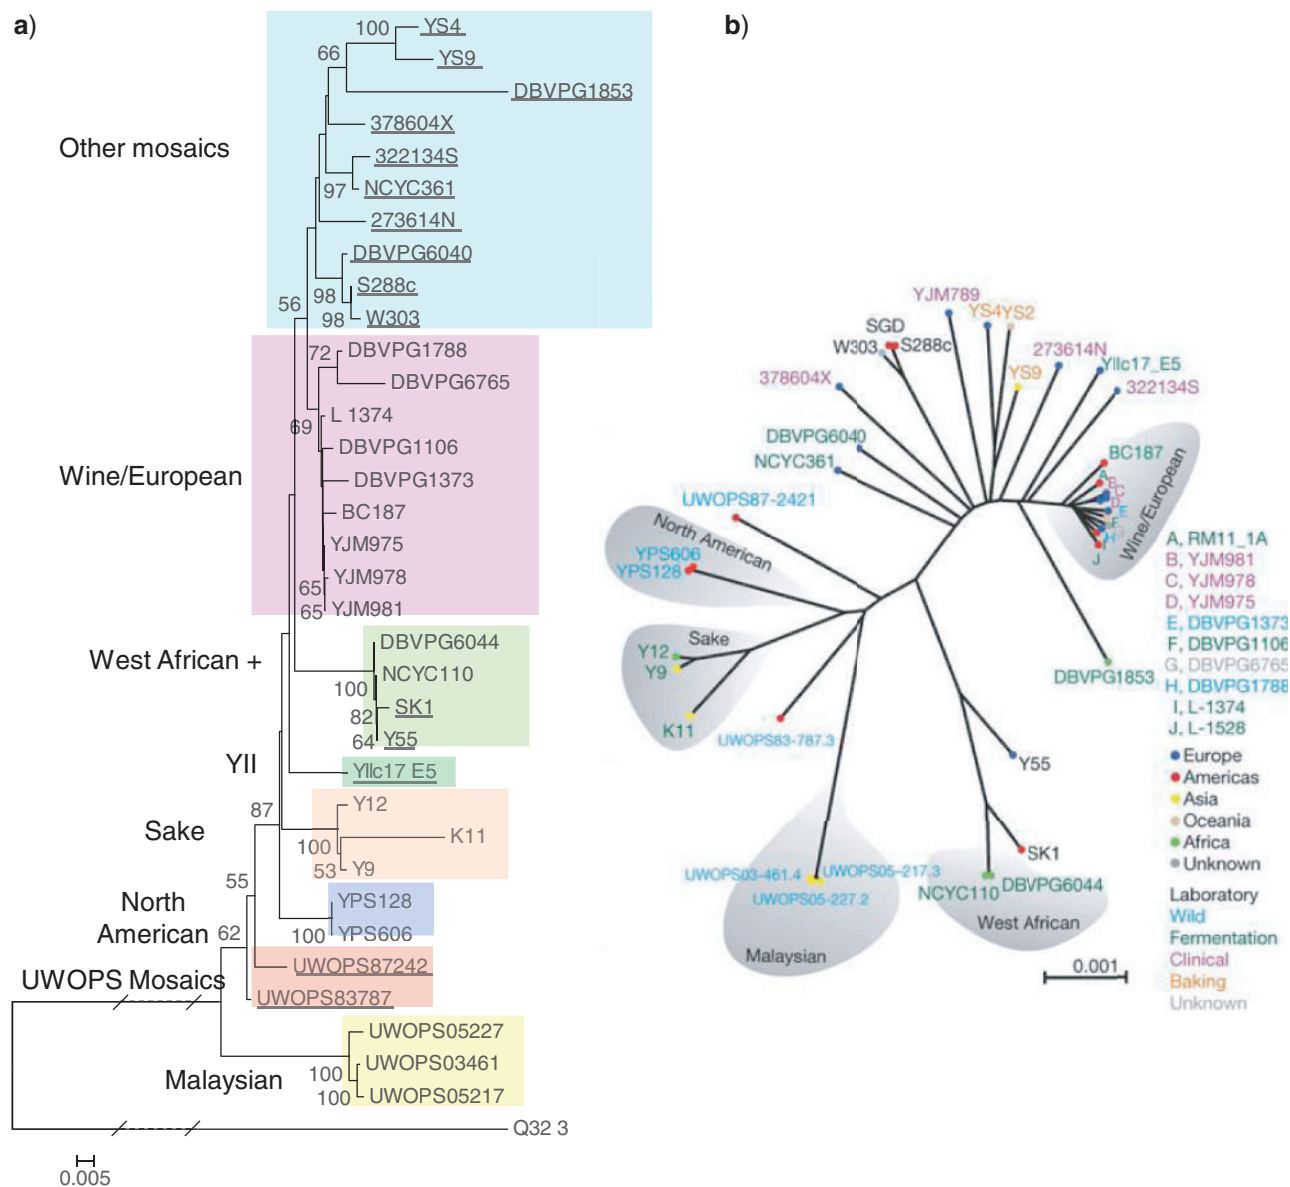 a)
100
YS4
66
YS9
DBVPG1853
Other mosaics
378604X
322134S
97
NCYC361
273614N
DBVPG6040
S288c
98
56
98
W303
72
DBVPG1788
DBVPG6765
L 1374
69
DBVPG1106
Wine/European
DBVPG1373
BC187
YJM975
YJM978
65
65
YJM981
DBVPG6044
West African +
NCYC110
100
SK1
82
64
Y55
YII
YIlc17 E5
87
Y12
Sake
K11
100
53
Y9
55
YPS128
North
American
62
100
YPS606
UWOPS87242
UWOPS Mosaics
UWOPS83787
UWOPS05227
UWOPS03461
100
Malaysian
100
UWOPS05217
Q32 3
0.005
b)
YJM789
YS4
YS2
SGD
W303
S288c
273614N
YIlc17_E5
378604X
YS9
322134S
DBVPG6040
NCYC361
BC187
A
B
C
D
E
F
G
H
I
J
Wine/European
UWOPS87-2421
North American
YPS606
YPS128
Sake
Y12
Y9
K11
UWOPS83-787.3
DBVPG1853
Y55
SK1
UWOPS03-461.4
UWOPS05-217.3
UWOPS05-227.2
Malaysian
NCYC110
DBVPG6044
West African
0.001
A, RM11_1A
B, YJM981
C, YJM978
D, YJM975
E, DBVPG1373
F, DBVPG1106
G, DBVPG6765
H, DBVPG1788
I, L-1374
J, L-1528
Europe
Americas
Asia
Oceania
Africa
Unknown
Laboratory
Wild
Fermentation
Clinical
Baking
Unknown